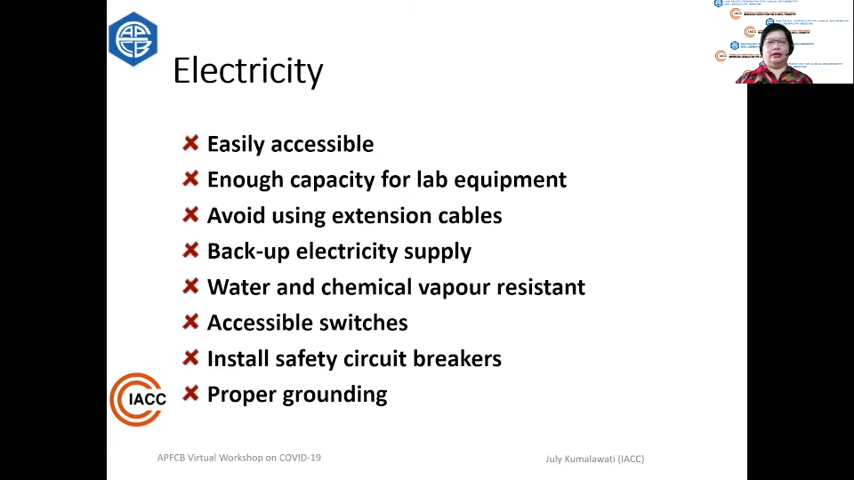 APFCB
Electricity
Easily accessible
Enough capacity for lab equipment
Avoid using extension cables
Back-up electricity supply
Water and chemical vapour resistant
Accessible switches
Install safety circuit breakers
Proper grounding
IACC
APFCB Virtual Workshop on COVID-19
July Kumalawati (IACC)